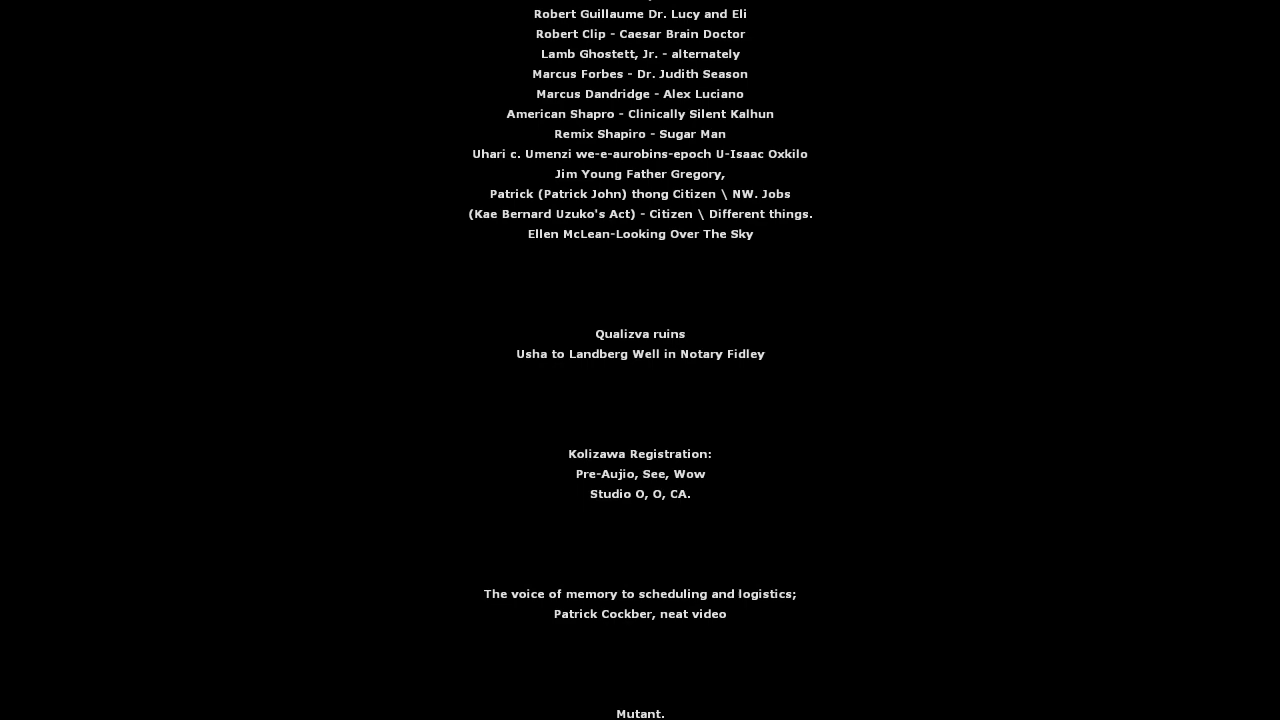 Robert Guillaume Dr. Lucy and Eli
Robert Clip - Caesar Brain Doctor
Lamb Ghostett, Jr. - alternately
Marcus Forbes - Dr. Judith Season
Marcus Dandridge - Alex Luciano
American Shapro - Clinically Silent Kalhun
Remix Shapiro - Sugar Man
Uhari c. Umenzi we-e-aurobins-epoch U-Isaac Oxkilo
Jim Young Father Gregory,
Patrick (Patrick John) thong Citizen \ NW. Jobs
(Kae Bernard Uzuko's Act) - Citizen \ Different things.
Ellen McLean-Looking Over The Sky
Qualizva ruins
Usha to Landberg Well in Notary Fidley
Kolizawa Registration:
Pre-Aujio, See, Wow
Studio O, O, CA.
The voice of memory to scheduling and logistics;
Patrick Cockber, neat video
Mutant.